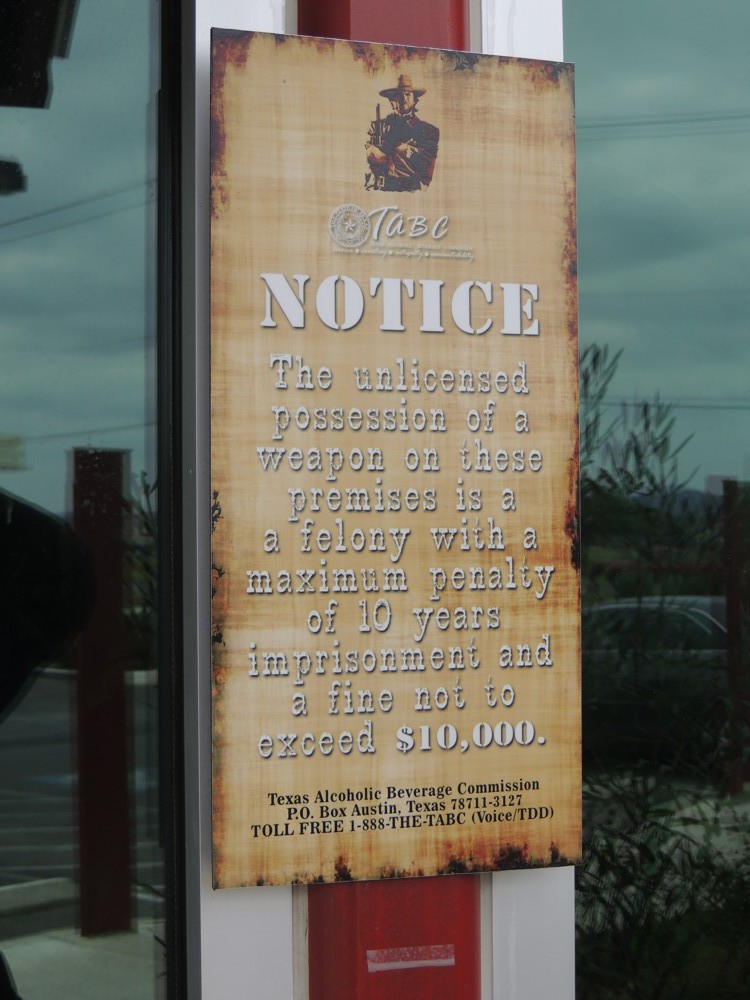 TABC
NOTICE
The unlicensed
possession of a
weapon on these
premises is a
a felony with a
maximum penalty
of 10 years
imprisonment and
a fine not to
exceed $10,000.
Texas Alcoholic Beverage Commission
P.O. Box Austin, Texas 78711-3127
TOLL FREE 1-888-THE-TABC (Voice/TDD)